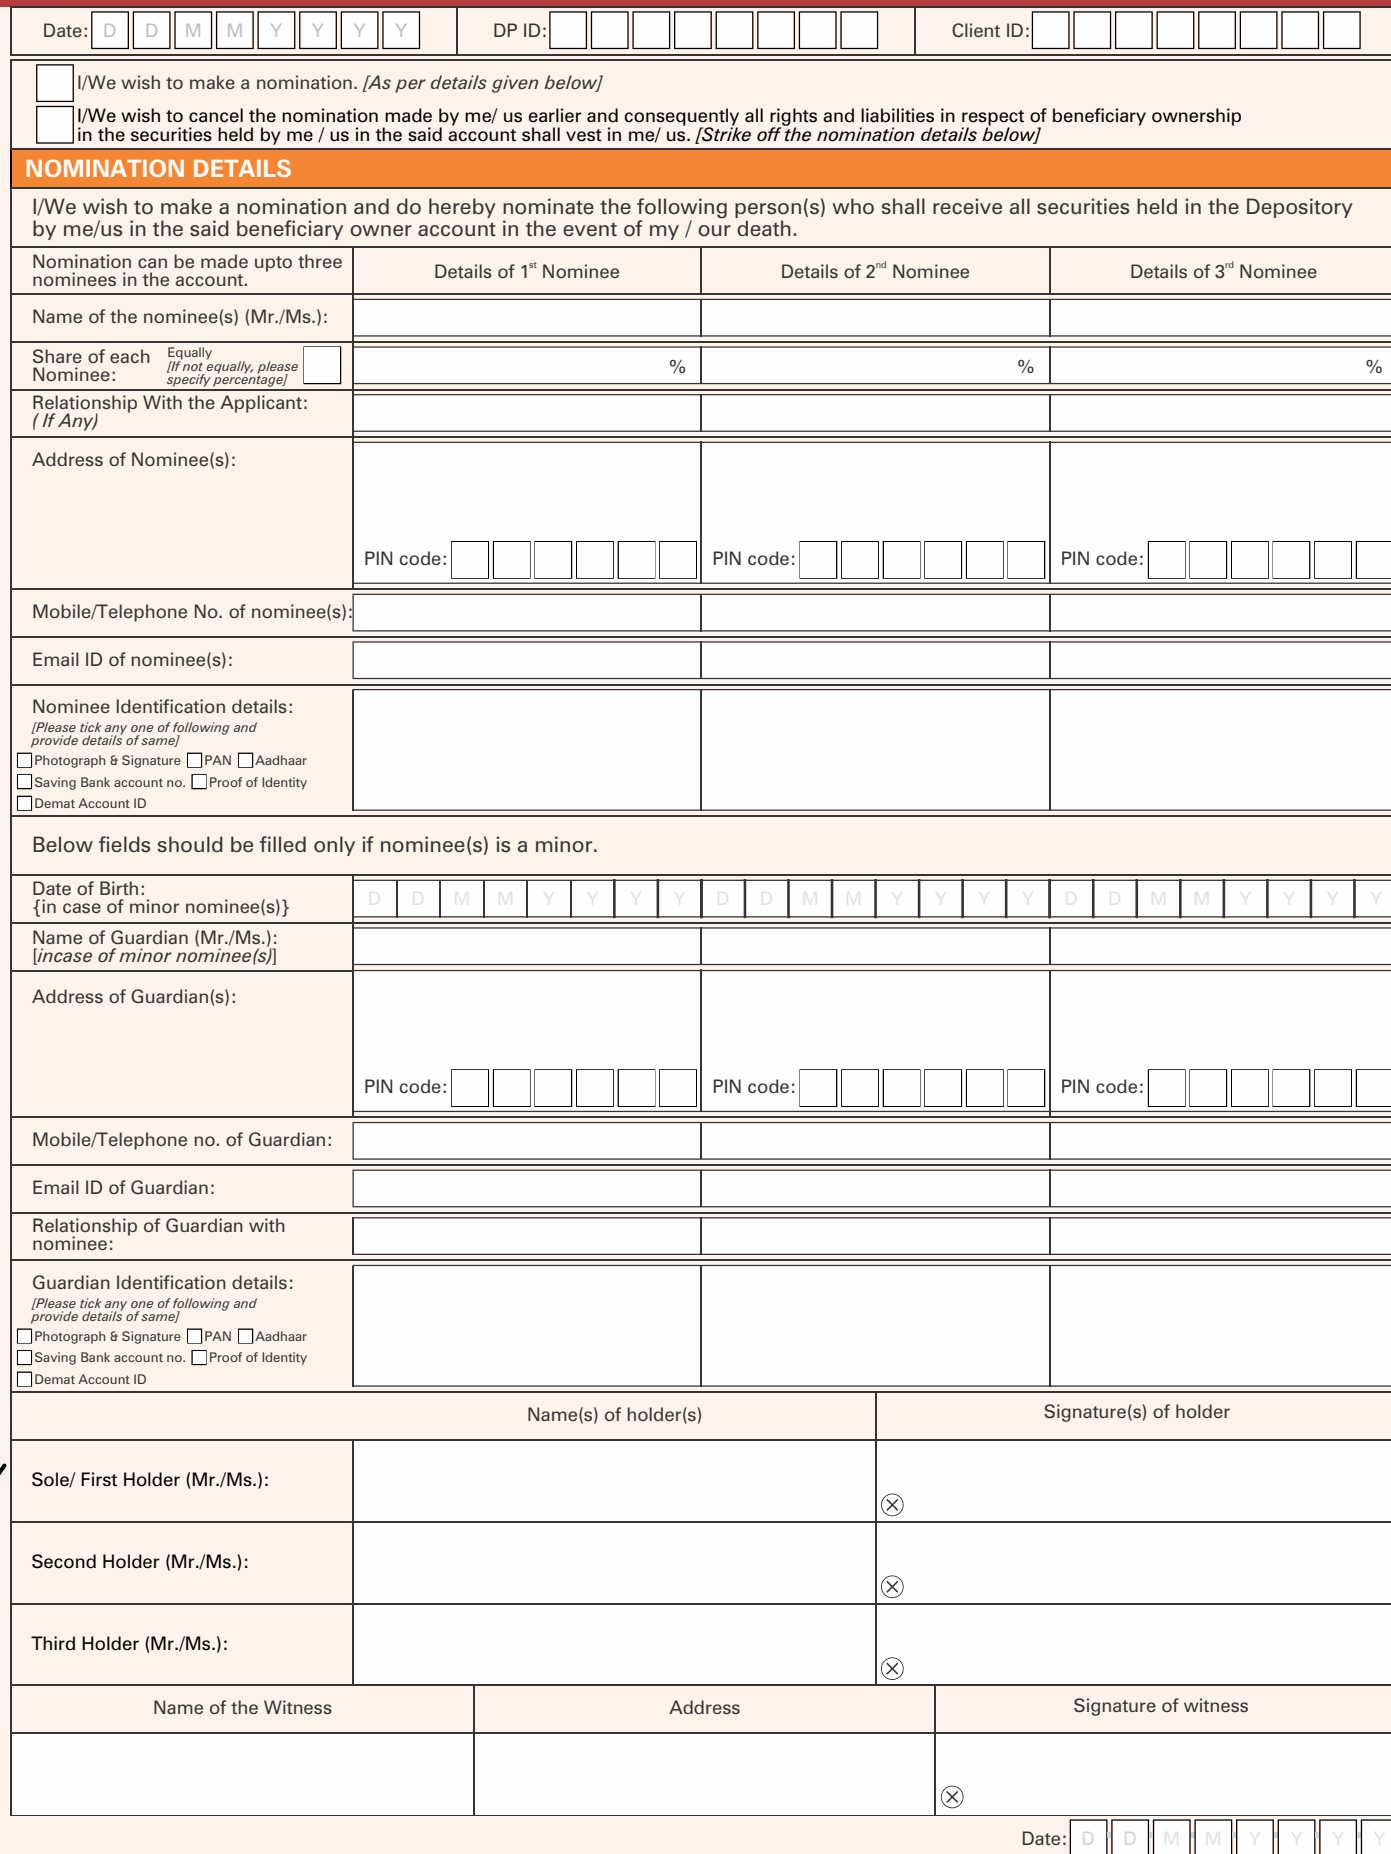 Date: D D M M Y Y Y Y DP ID: Client ID:
I/We wish to make a nomination. [As per details given below]
I/We wish to cancel the nomination made by me/ us earlier and consequently all rights and liabilities in respect of beneficiary ownership
in the securities held by me / us in the said account shall vest in me/ us. [Strike off the nomination details below]
NOMINATION DETAILS
I/We wish to make a nomination and do hereby nominate the following person(s) who shall receive all securities held in the Depository
by me/us in the said beneficiary owner account in the event of my / our death.
Nomination can be made upto three
nominees in the account.
Details of 1st Nominee Details of 2nd Nominee Details of 3rd Nominee
Name of the nominee(s) (Mr./Ms.):
Share of each
Nominee:
Equally
[If not equally, please
specify percentage]
% % %
Relationship With the Applicant:
( If Any)
Address of Nominee(s):
PIN code: PIN code: PIN code:
Mobile/Telephone No. of nominee(s):
Email ID of nominee(s):
Nominee Identification details:
[Please tick any one of following and
provide details of same]
Photograph & Signature PAN Aadhaar
Saving Bank account no. Proof of Identity
Demat Account ID
Below fields should be filled only if nominee(s) is a minor.
Date of Birth:
{in case of minor nominee(s)}
D D M M Y Y Y Y D D M M Y Y Y Y D D M M Y Y Y Y
Name of Guardian (Mr./Ms.):
[incase of minor nominee(s)]
Address of Guardian(s):
PIN code: PIN code: PIN code:
Mobile/Telephone no. of Guardian:
Email ID of Guardian:
Relationship of Guardian with
nominee:
Guardian Identification details:
[Please tick any one of following and
provide details of same]
Photograph & Signature PAN Aadhaar
Saving Bank account no. Proof of Identity
Demat Account ID
Name(s) of holder(s) Signature(s) of holder
Sole/ First Holder (Mr./Ms.):
Second Holder (Mr./Ms.):
Third Holder (Mr./Ms.):
Name of the Witness Address Signature of witness
Date: D D M M Y Y Y Y